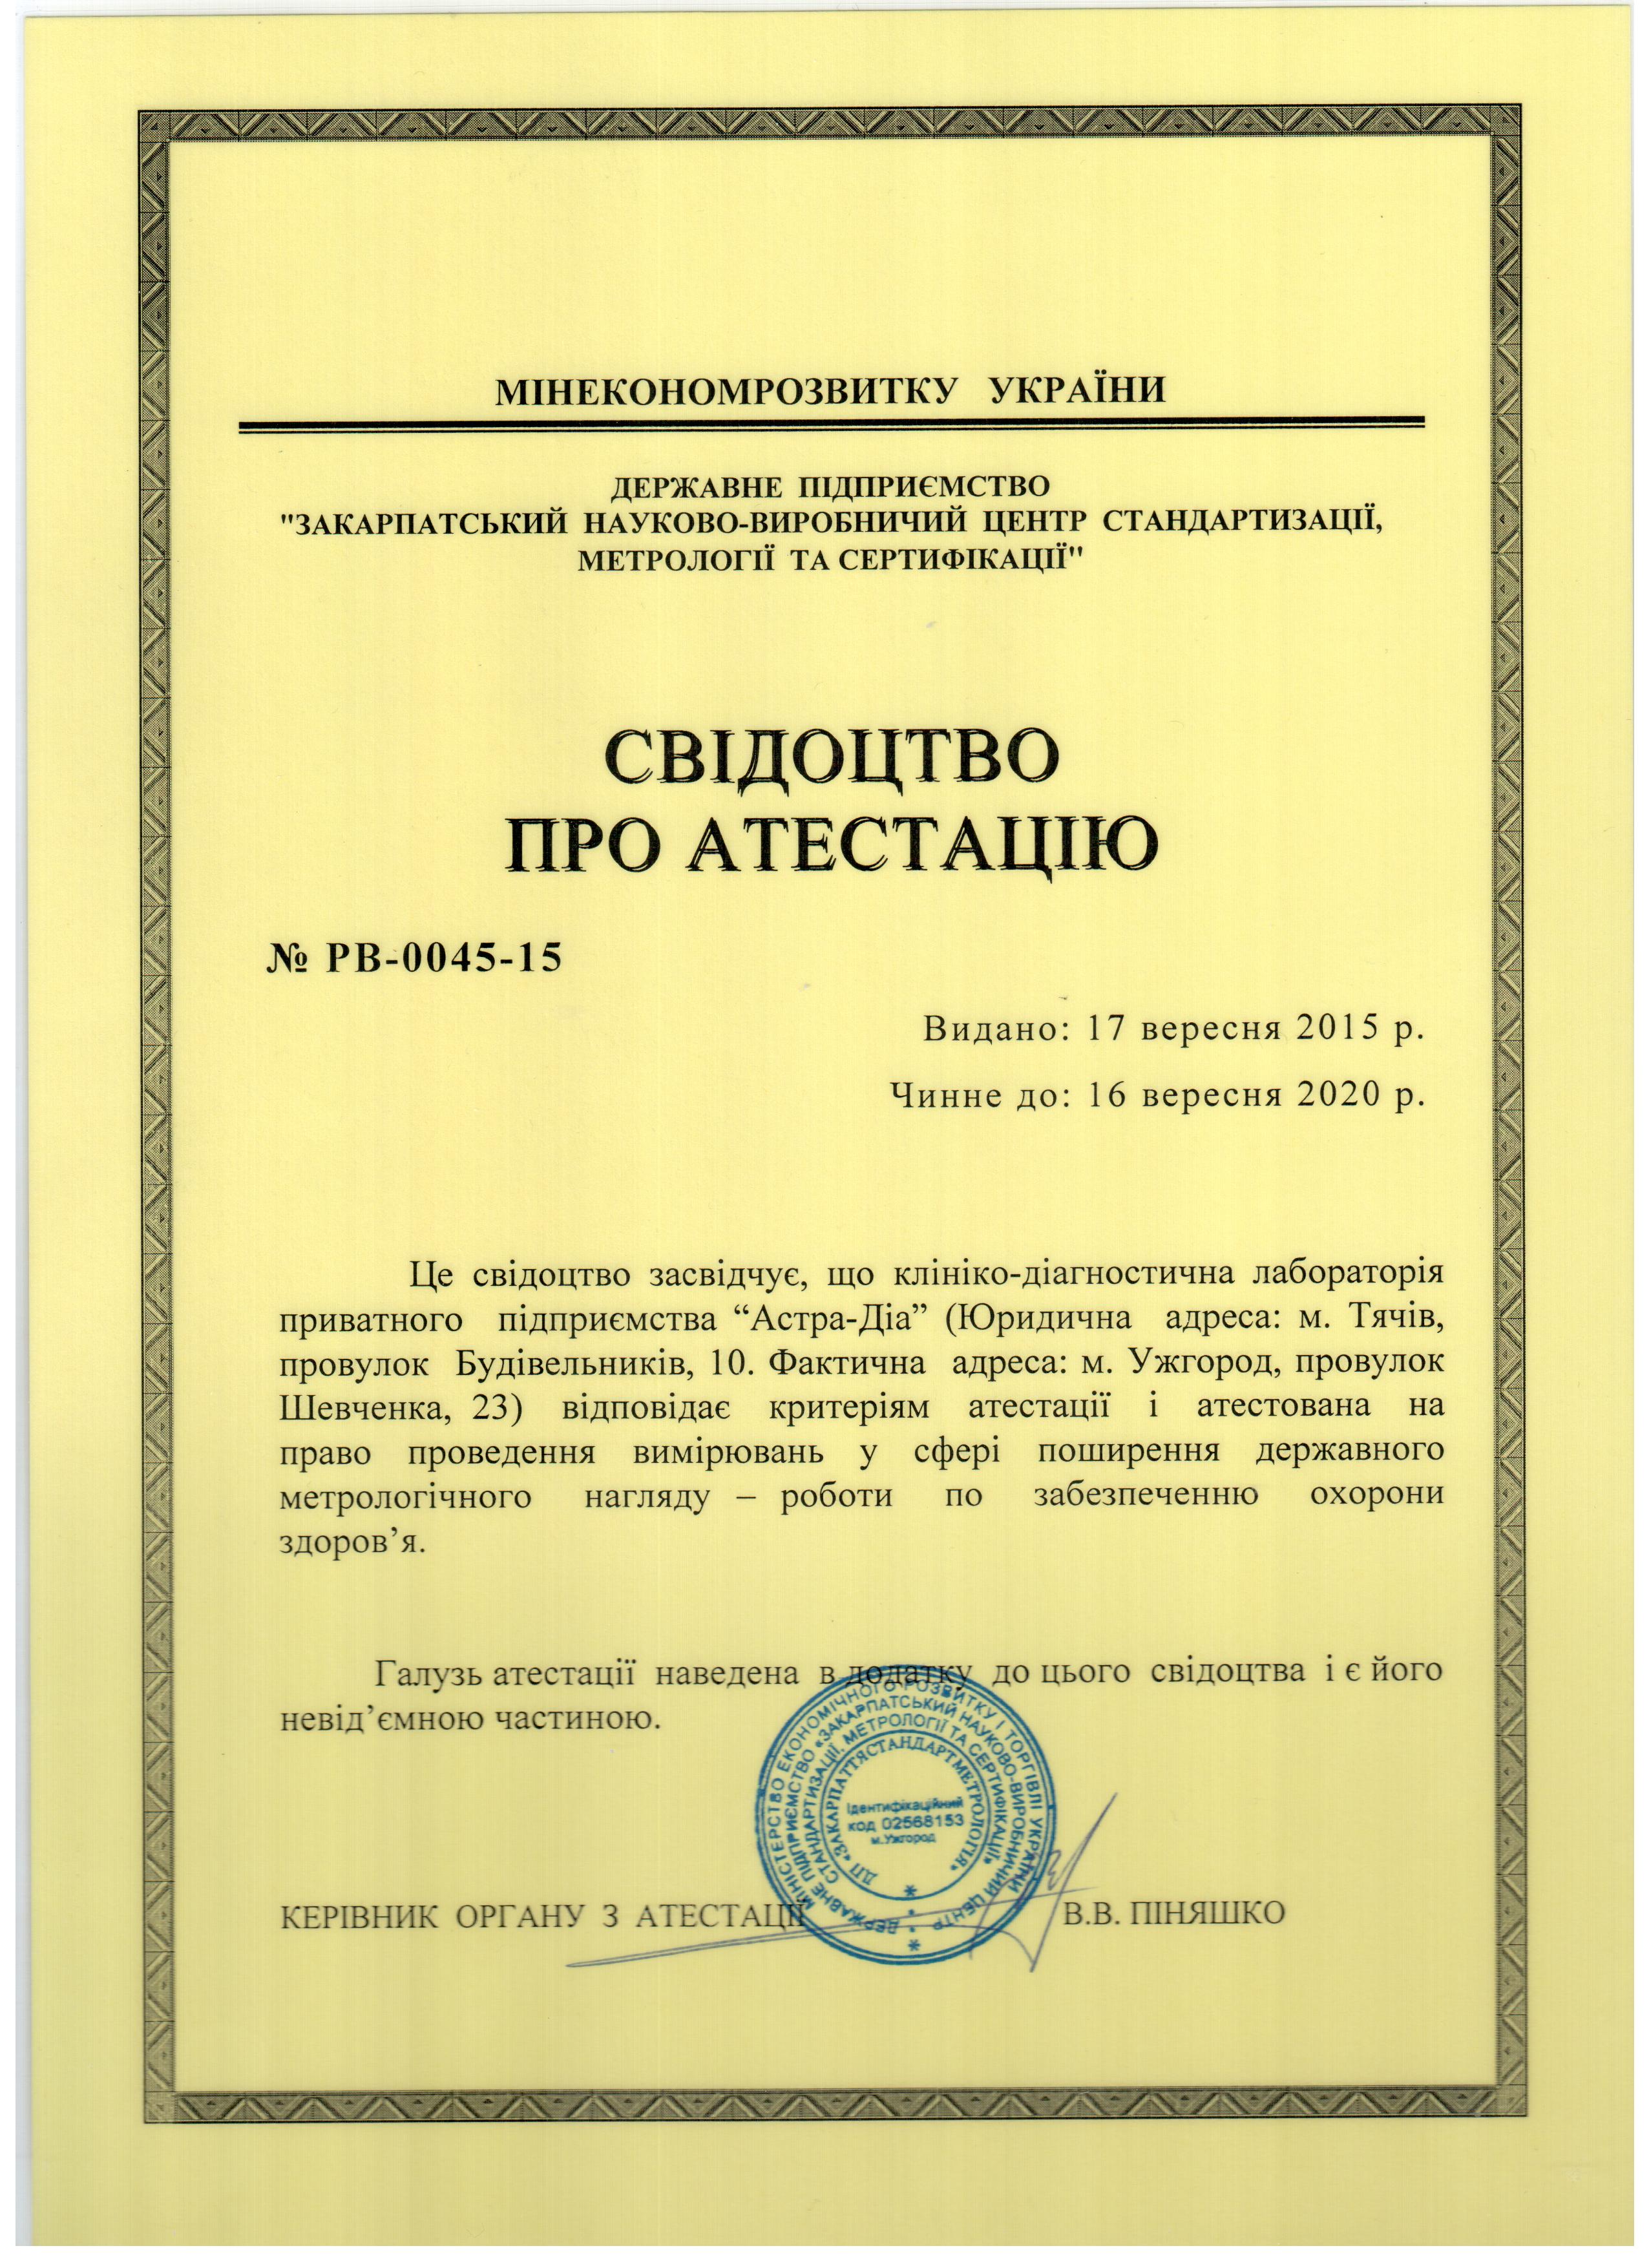 МІНЕКОНОМРОЗВИТКУ УКРАЇНИ
ДЕРЖАВНЕ ПІДПРИЄМСТВО
"ЗАКАРПАТСЬКИЙ НАУКОВО-ВИРОБНИЧИЙ ЦЕНТР СТАНДАРТИЗАЦІЇ,
МЕТРОЛОГІЇ ТА СЕРТИФІКАЦІЇ"
СВІДОЦТВО
ПРО АТЕСТАЦІЮ
№ РВ-0045-15
Видано: 17 вересня 2015 р.
Чинне до: 16 вересня 2020 р.
Це свідоцтво засвідчує, що клініко-діагностична лабораторія
приватного підприємства “Астра-Діа” (Юридична адреса: м. Тячів,
провулок Будівельників, 10. Фактична адреса: м. Ужгород, провулок
Шевченка, 23) відповідає критеріям атестації і атестована на
право проведення вимірювань у сфері поширення державного
метрологічного нагляду – роботи по забезпеченню охорони
здоров’я.
Галузь атестації наведена в додатку до цього свідоцтва і є його
невід’ємною частиною.
МІНІСТЕРСТВО ЕКОНОМІЧНОГО РОЗВИТКУ І ТОРГІВЛІ УКРАЇНИ
ДЕРЖАВНЕ ПІДПРИЄМСТВО «ЗАКАРПАТСЬКИЙ НАУКОВО-ВИРОБНИЧИЙ ЦЕНТР
СТАНДАРТИЗАЦІЇ, МЕТРОЛОГІЇ ТА СЕРТИФІКАЦІЇ»
ДП «ЗАКАРПАТТЯСТАНДАРТМЕТРОЛОГІЯ»
Ідентифікаційний
код 02568153
м.Ужгород
КЕРІВНИК ОРГАНУ З АТЕСТАЦІЇ В.В. ПІНЯШКО